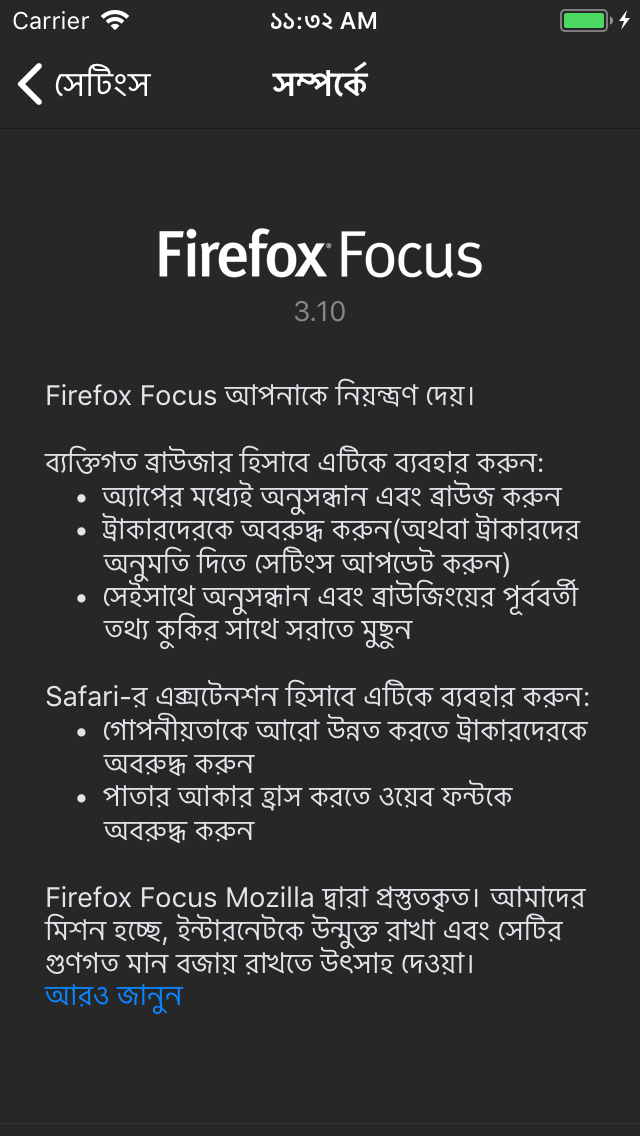 Carrier ১১:৩২ AM
সেটিংস সম্পর্কে
Firefox Focus
3.10
Firefox Focus আপনাকে নিয়ন্ত্রণ দেয়।
ব্যক্তিগত ব্রাউজার হিসাবে এটিকে ব্যবহার করুন:
• অ্যাপের মধ্যেই অনুসন্ধান এবং ব্রাউজ করুন
• ট্রাকারদেরকে অবরুদ্ধ করুন(অথবা ট্রাকারদের
অনুমতি দিতে সেটিংস আপডেট করুন)
• সেইসাথে অনুসন্ধান এবং ব্রাউজিংয়ের পূর্ববর্তী
তথ্য কুকির সাথে সরাতে মুছুন
Safari-র এক্সটেনশন হিসাবে এটিকে ব্যবহার করুন:
• গোপনীয়তাকে আরো উন্নত করতে ট্রাকারদেরকে
অবরুদ্ধ করুন
• পাতার আকার হ্রাস করতে ওয়েব ফন্টকে
অবরুদ্ধ করুন
Firefox Focus Mozilla দ্বারা প্রস্তুতকৃত। আমাদের
মিশন হচ্ছে, ইন্টারনেটকে উন্মুক্ত রাখা এবং সেটির
গুণগত মান বজায় রাখতে উৎসাহ দেওয়া।
আরও জানুন